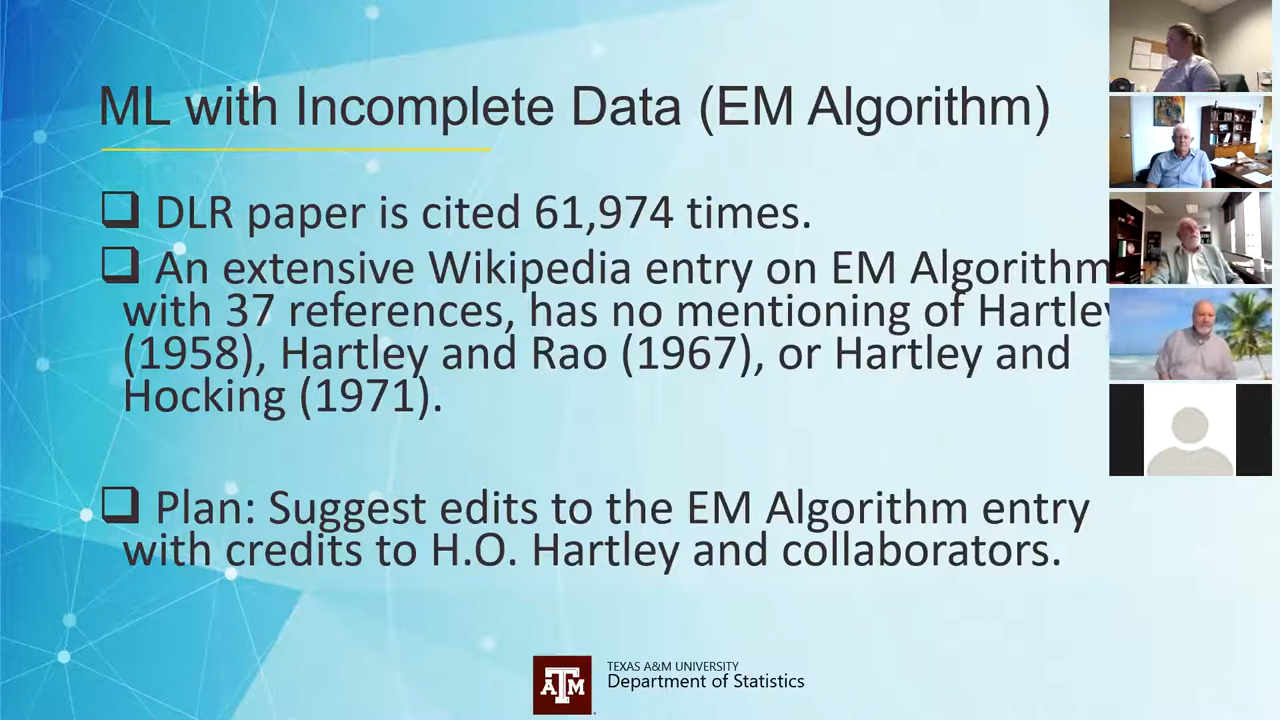 ML with Incomplete Data (EM Algorithm)
DLR paper is cited 61,974 times.
An extensive Wikipedia entry on EM Algorithm
with 37 references, has no mentioning of Hartley
(1958), Hartley and Rao (1967), or Hartley and
Hocking (1971).
Plan: Suggest edits to the EM Algorithm entry
with credits to H.O. Hartley and collaborators.
ATM
TEXAS A&M UNIVERSITY
Department of Statistics